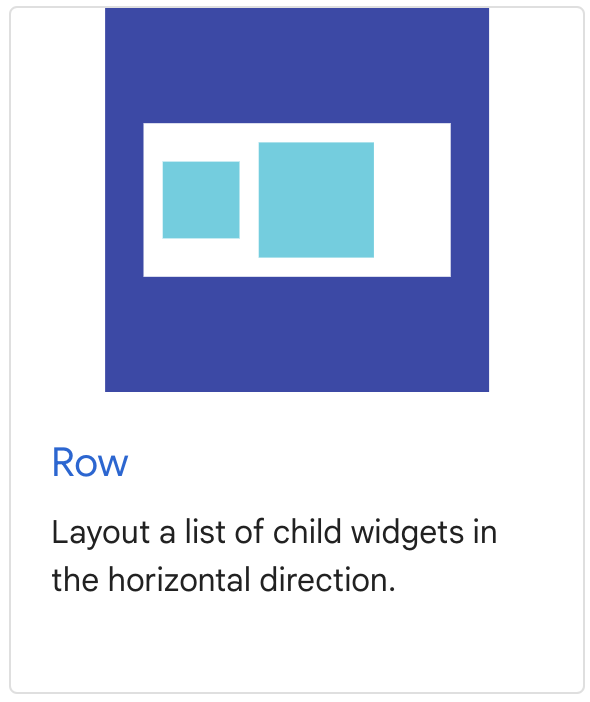 Row
Layout a list of child widgets in
the horizontal direction.